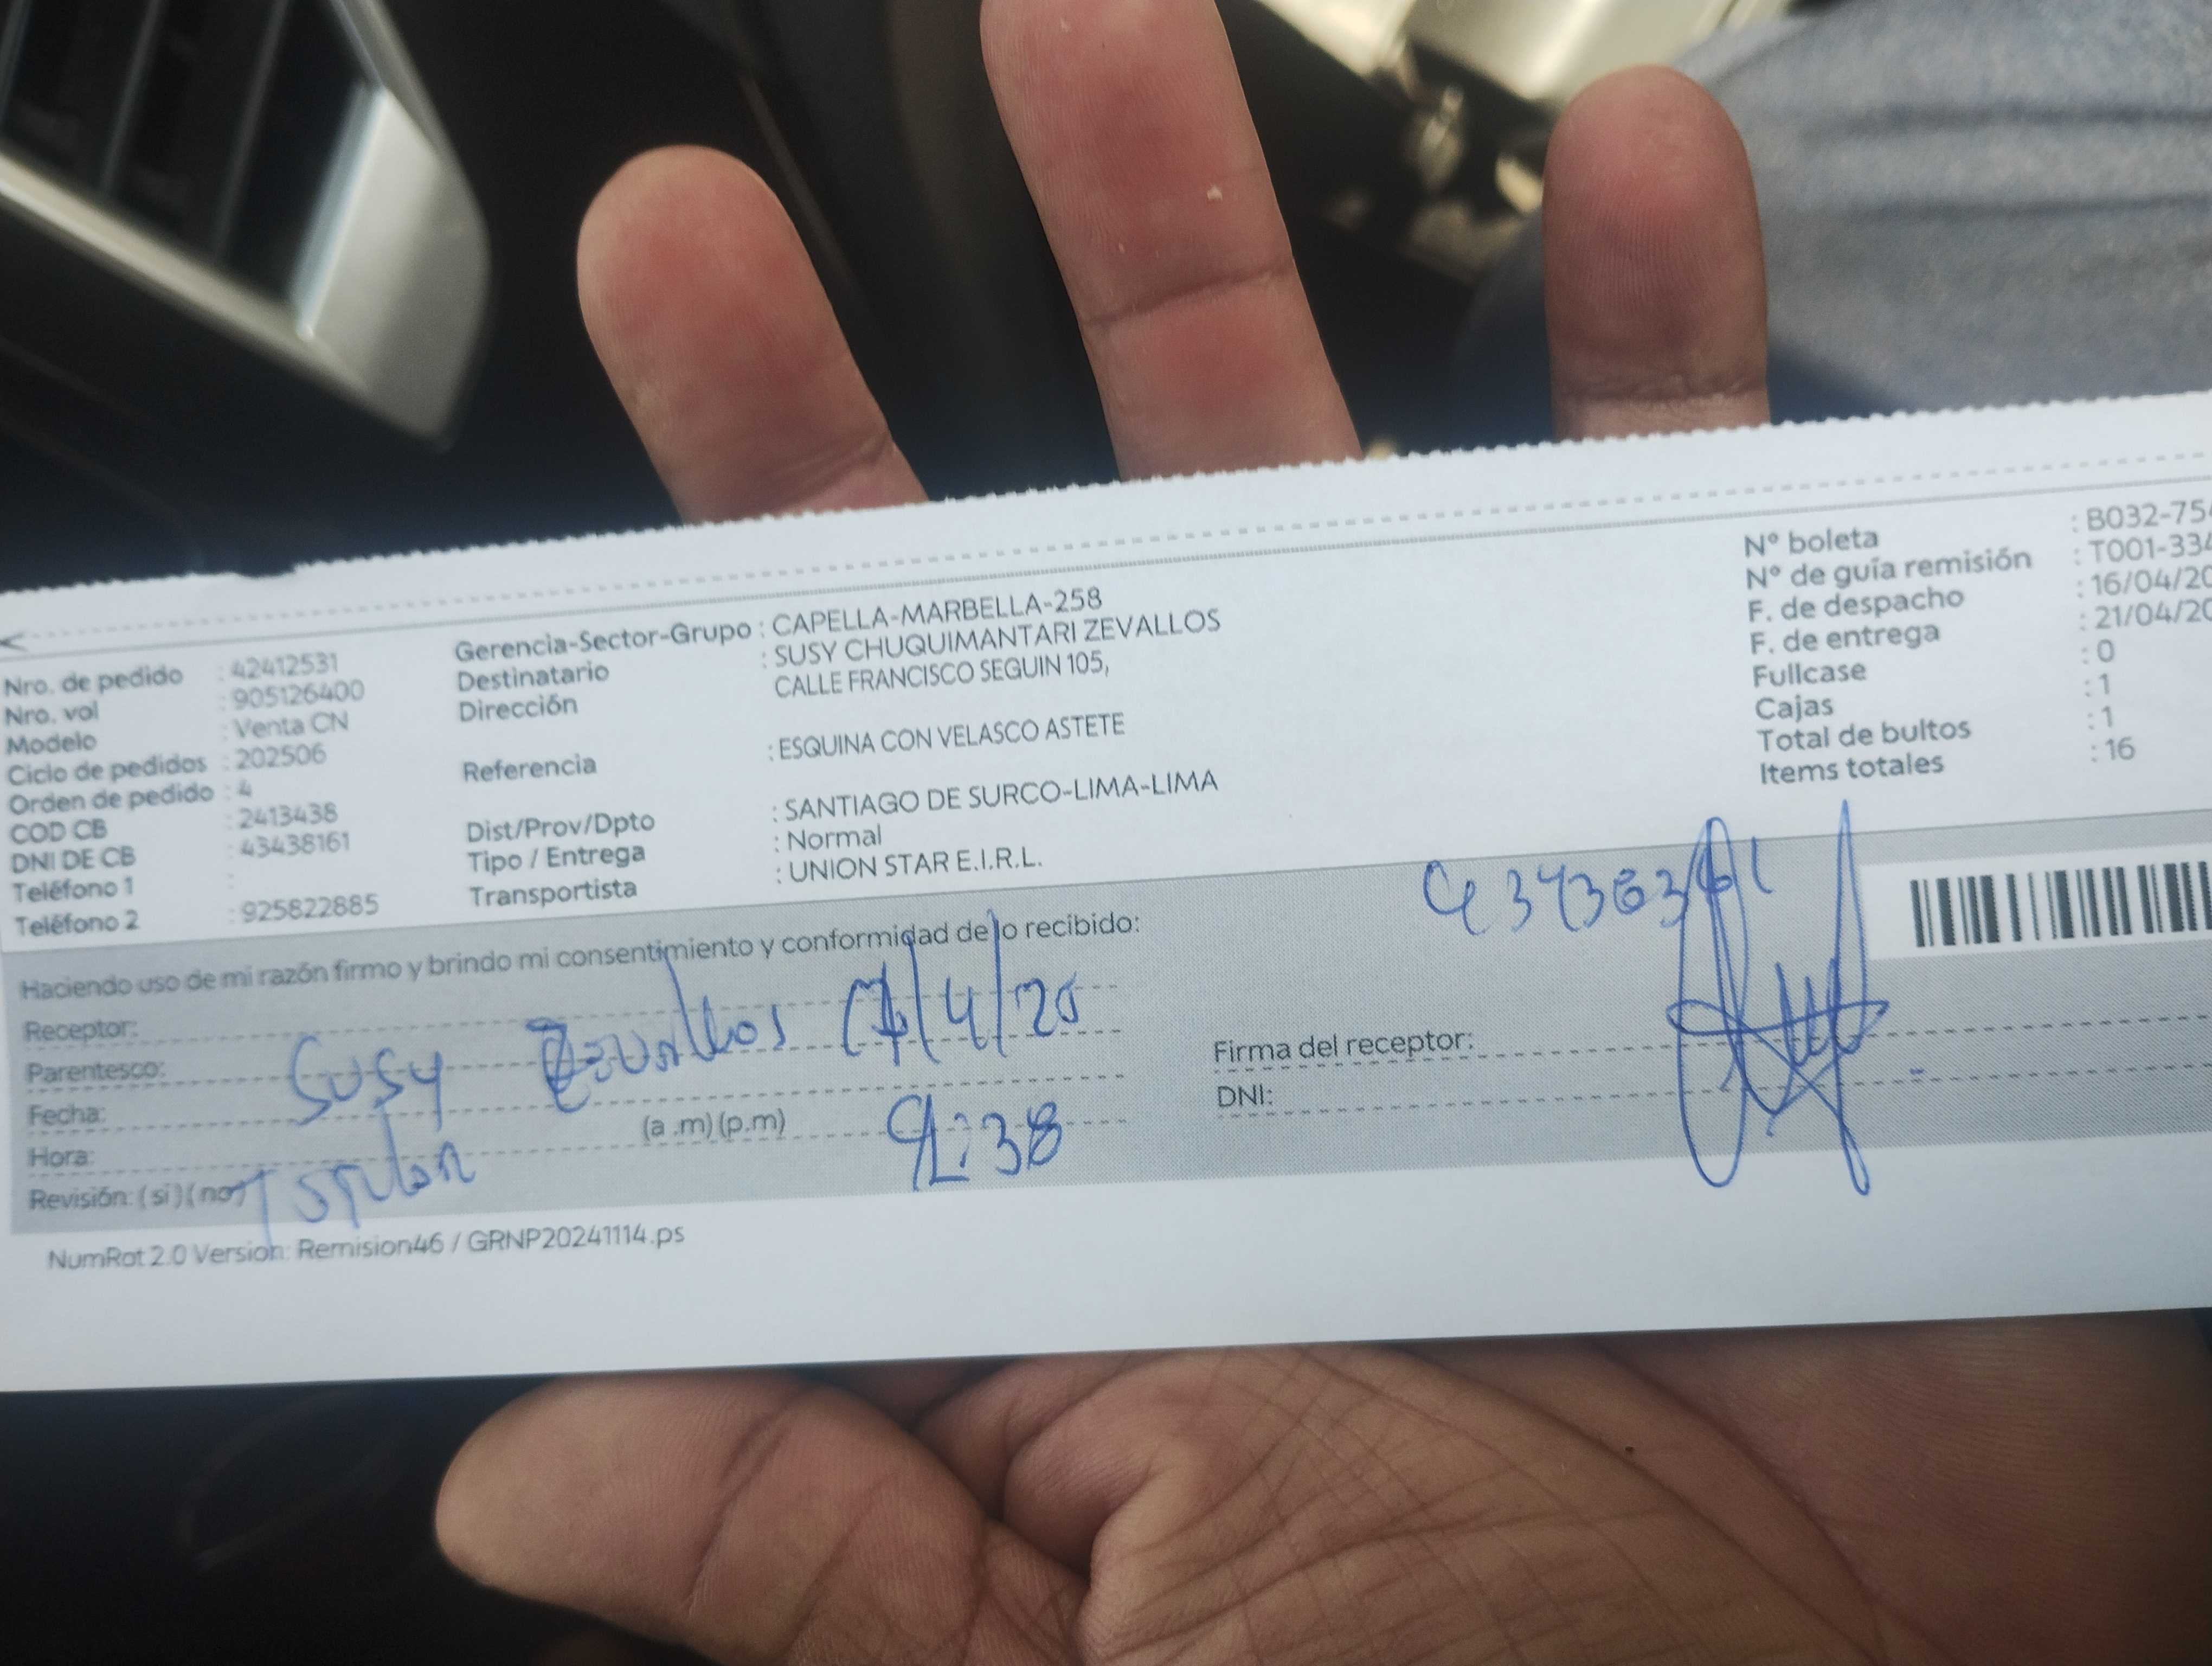 Nro. de pedido : 42412531
Nro. vol : 905126400
Modelo : Venta CN
Ciclo de pedidos : 202506
Orden de pedido : 4
COD CB : 2413438
DNI DE CB : 43438161
Teléfono 1 :
Teléfono 2 : 925822885
Gerencia-Sector-Grupo : CAPELLA-MARBELLA-258
Destinatario : SUSY CHUQUIMANTARI ZEVALLOS
Dirección CALLE FRANCISCO SEGUIN 105,
Referencia : ESQUINA CON VELASCO ASTETE
Dist/Prov/Dpto : SANTIAGO DE SURCO-LIMA-LIMA
Tipo / Entrega : Normal
Transportista : UNION STAR E.I.R.L.
Nº boleta : B032-75
Nº de guía remisión : T001-334
F. de despacho : 16/04/20
F. de entrega : 21/04/20
Fullcase : 0
Cajas : 1
Total de bultos : 1
Items totales : 16
Haciendo uso de mi razón firmo y brindo mi consentimiento y conformidad de lo recibido:
Receptor:
Parentesco: Susy
Fecha:
Hora: (a .m) (p.m) 9:38
Revisión: ( si ) ( no)
Firma del receptor:
DNI:
NumRot 2.0 Version: Remision46 / GRNP20241114.ps